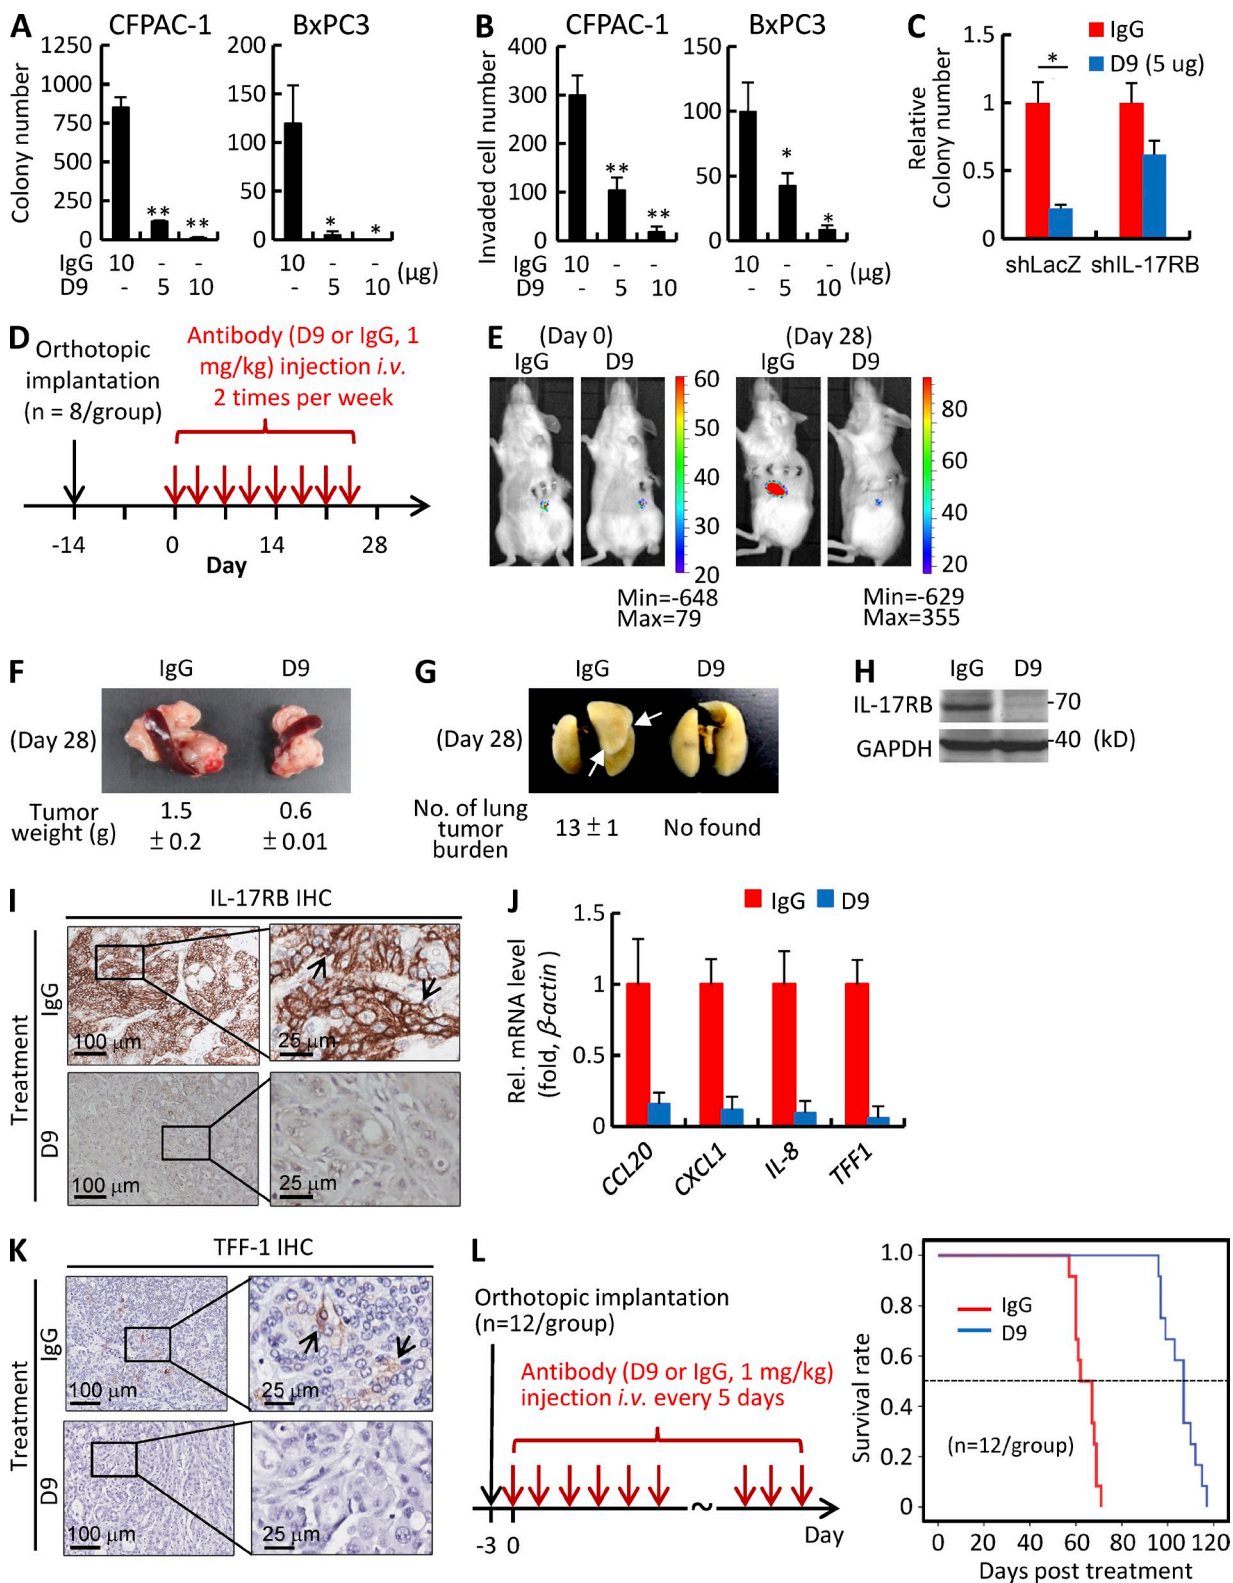 A
CFPAC-1
BxPC3
Colony number
1250
1000
750
500
250
0
200
150
100
50
0
**
**
*
*
IgG 10 - - 10 - -
D9 - 5 10 - 5 10
(μg)
B
CFPAC-1
BxPC3
Invaded cell number
400
300
200
100
0
150
100
50
0
**
**
*
*
IgG 10 - - 10 - -
D9 - 5 10 - 5 10
C
IgG
D9 (5 ug)
Relative
Colony number
1.5
1
0.5
0
*
shLacZ shIL-17RB
D
Orthotopic
implantation
(n = 8/group)
Antibody (D9 or IgG, 1
mg/kg) injection i.v.
2 times per week
-14 0 14 28
Day
E
(Day 0)
IgG D9
60
50
40
30
20
Min=-648
Max=79
(Day 28)
IgG D9
80
60
40
20
Min=-629
Max=355
F
IgG D9
(Day 28)
Tumor
weight (g)
1.5
± 0.2
0.6
± 0.01
G
IgG D9
(Day 28)
No. of lung
tumor
burden
13 ± 1
No found
H
IgG D9
IL-17RB -70
GAPDH -40 (kD)
I
IL-17RB IHC
Treatment
IgG
100 μm
25 μm
D9
100 μm
25 μm
J
IgG D9
Rel. mRNA level
(fold, β-actin )
1.5
1
0.5
0
CCL20
CXCL1
IL-8
TFF1
K
TFF-1 IHC
Treatment
IgG
100 μm
25 μm
D9
100 μm
25 μm
L
Orthotopic implantation
(n=12/group)
Antibody (D9 or IgG, 1 mg/kg)
injection i.v. every 5 days
~
-3 0
Day
Survival rate
1.0
0.8
0.6
0.4
0.2
0
IgG
D9
(n=12/group)
0 20 40 60 80 100 120
Days post treatment